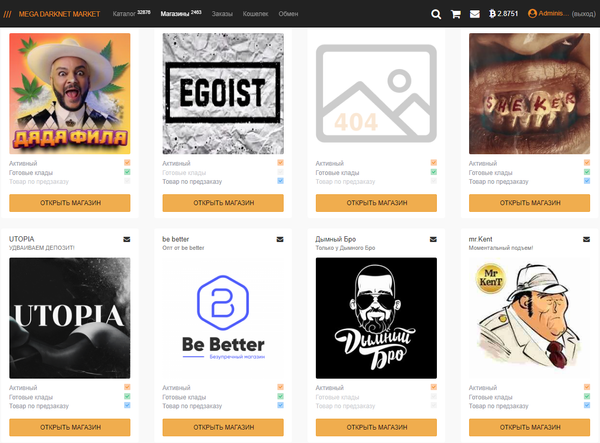 /// MEGA DARKNET MARKET Каталог 32876 Магазины 2463 Заказы Кошелек Обмен 2.8751 Adminis... (выход)
ДЯДЯ ФИЛЯ
EGOIST
404
SHEKER
Активный
Готовые клады
Товар по предзаказу
ОТКРЫТЬ МАГАЗИН
Активный
Готовые клады
Товар по предзаказу
ОТКРЫТЬ МАГАЗИН
Активный
Готовые клады
Товар по предзаказу
ОТКРЫТЬ МАГАЗИН
Активный
Готовые клады
Товар по предзаказу
ОТКРЫТЬ МАГАЗИН
UTOPIA
УДВАИВАЕМ ДЕПОЗИТ!
UTOPIA
Активный
Готовые клады
Товар по предзаказу
ОТКРЫТЬ МАГАЗИН
be better
Опт от be better
Be Better
Безупречный магазин
Активный
Готовые клады
Товар по предзаказу
ОТКРЫТЬ МАГАЗИН
Дымный Бро
Только у Дымного Бро
Дымный
Бро
Активный
Готовые клады
Товар по предзаказу
ОТКРЫТЬ МАГАЗИН
mr.Kent
Моментальный подъем!
Mr
KenT
Активный
Готовые клады
Товар по предзаказу
ОТКРЫТЬ МАГАЗИН